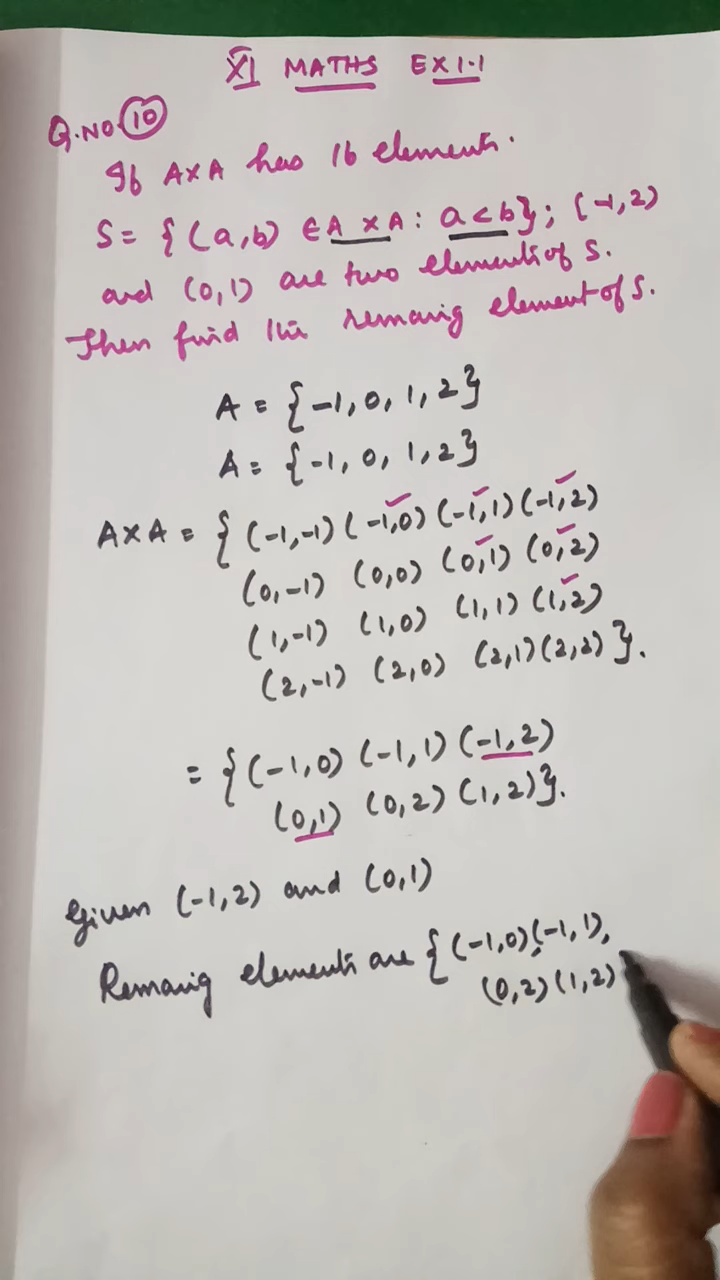 XI MATHS EX 1.1
Q.NO. 10
If A×A has 16 elements.
S = {(a,b) ∈ A × A : a < b}; (-1,2)
and (0,1) are two elements of S.
Then find the remaing element of S.
A = {-1, 0, 1, 2}
A = {-1, 0, 1, 2}
A×A = {(-1,-1) (-1,0) (-1,1) (-1,2)
(0,-1) (0,0) (0,1) (0,2)
(1,-1) (1,0) (1,1) (1,2)
(2,-1) (2,0) (2,1) (2,2)}.
= {(-1,0) (-1,1) (-1,2)
(0,1) (0,2) (1,2)}.
Given (-1,2) and (0,1)
Remaing elements are {(-1,0), (-1,1),
(0,2) (1,2)